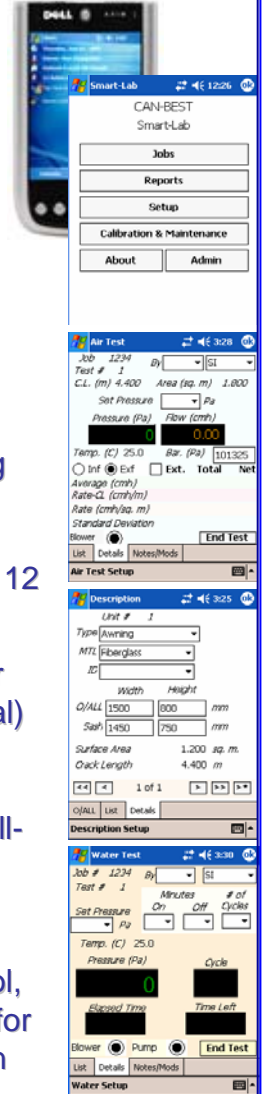 DELL
Smart-Lab 12:26 ok
CAN-BEST
Smart-Lab
Jobs
Reports
Setup
Calibration & Maintenance
About Admin
Air Test 3:28 ok
Job 1234 By SI
Test # 1
C.L. (m) 4.400 Area (sq. m) 1.800
Set Pressure Pa
Pressure (Pa) Flow (cmh)
0 0.00
g
Temp. (C) 25.0 Bar. (Pa) 101325
Inf Exf Ext. Total Net
Average (cmh)
Rate-CL (cmh/m)
Rate (cmh/sq. m)
Standard Deviation
Blower End Test
List Details Notes/Mods
12
Air Test Setup
Description 3:25 ok
Unit # 1
Type Awning
MTL Fiberglass
ID
Width Height
al)
O/ALL 1500 800 mm
Sash 1450 750 mm
Surface Area 1.200 sq. m.
Crack Length 4.400 m
1 of 1
O/ALL List Details
ll-
Description Setup
Water Test 3:30 ok
Job # 1234 By SI
Test # 1
Minutes # of
On Off Cycles
Set Pressure
Pa
Temp. (C) 25.0
Pressure (Pa) Cycle
ol,
0
Elapsed Time Time Left
for
Blower Pump End Test
n
List Details Notes/Mods
Water Setup